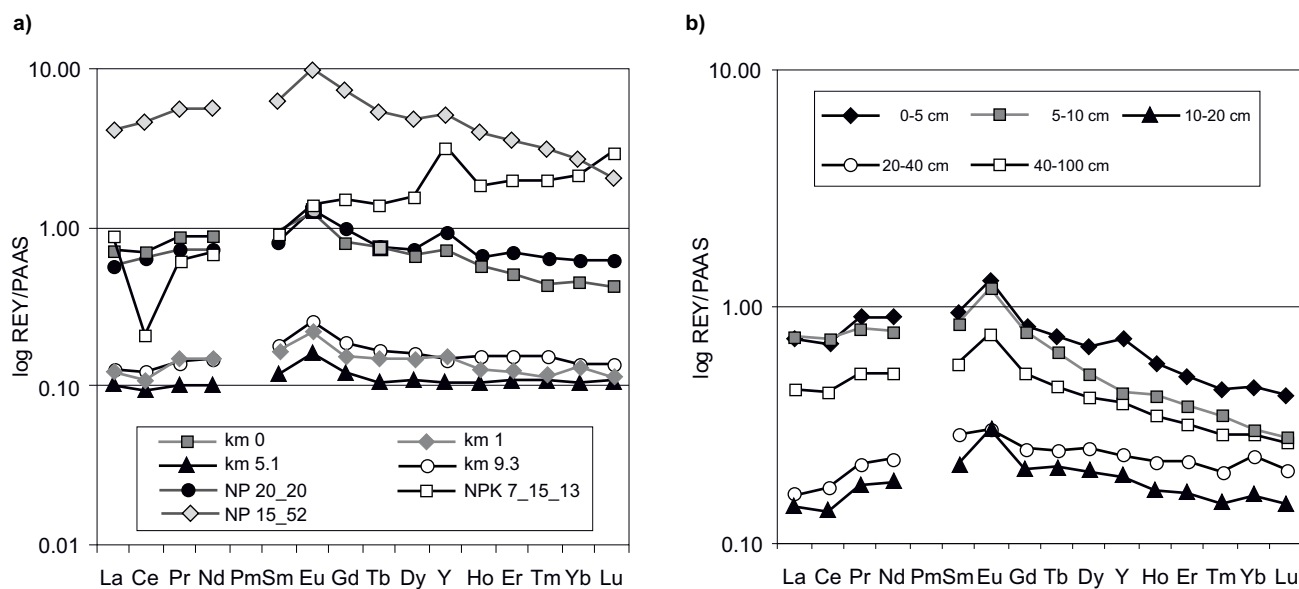 a)
10.00
1.00
0.10
0.01
log REY/PAAS
km 0 km 1
km 5.1 km 9.3
NP 20_20 NPK 7_15_13
NP 15_52
La Ce Pr Nd PmSm Eu Gd Tb Dy Y Ho Er Tm Yb Lu
b)
10.00
1.00
0.10
log REY/PAAS
0-5 cm 5-10 cm 10-20 cm
20-40 cm 40-100 cm
La Ce Pr Nd PmSm Eu Gd Tb Dy Y Ho Er Tm Yb Lu